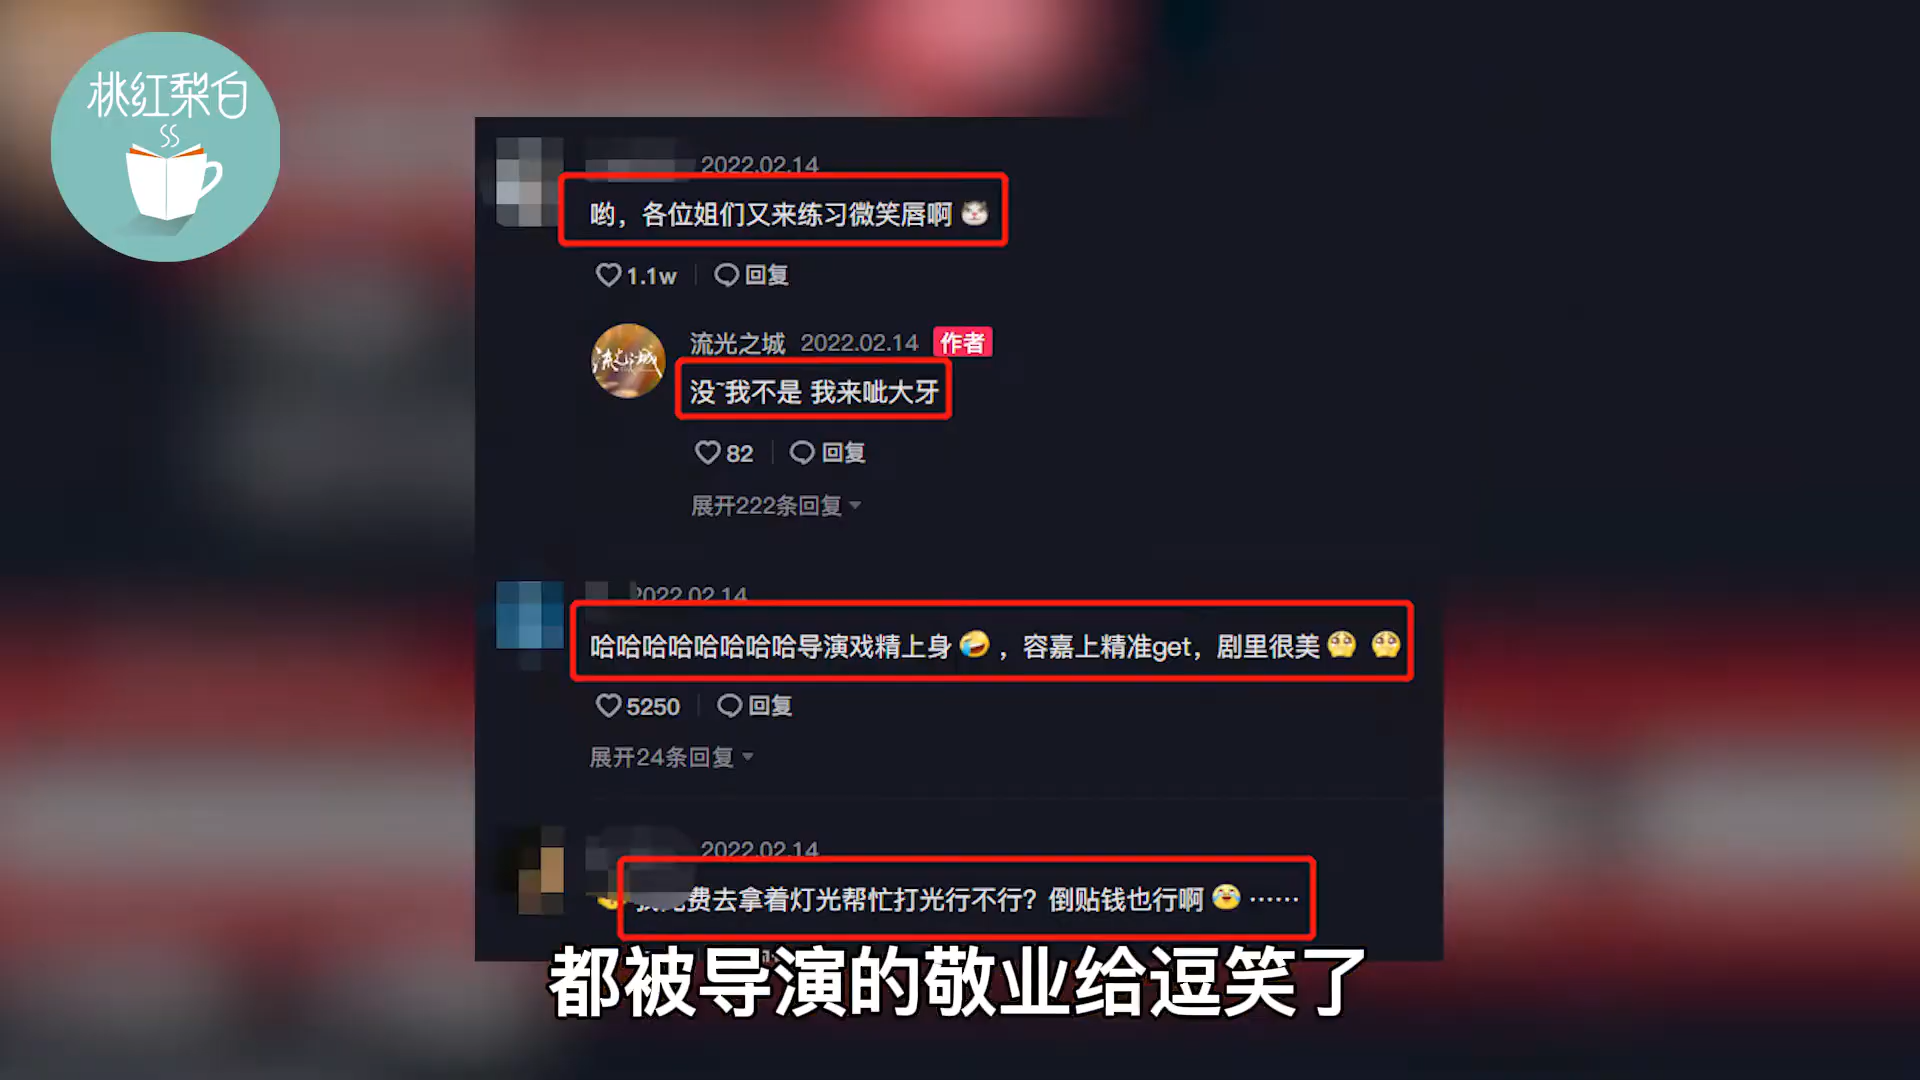 桃红梨白
2022.02.14
哟，各位姐们又来练习微笑唇啊
1.1w 回复
流光之城 2022.02.14 作者
没~我不是 我来呲大牙
82 回复
展开222条回复
2022.02.14
哈哈哈哈哈哈哈哈导演戏精上身，容嘉上精准get，剧里很美
5250 回复
展开24条回复
2022.02.14
费去拿着灯光帮忙打光行不行？倒贴钱也行啊……
都被导演的敬业给逗笑了